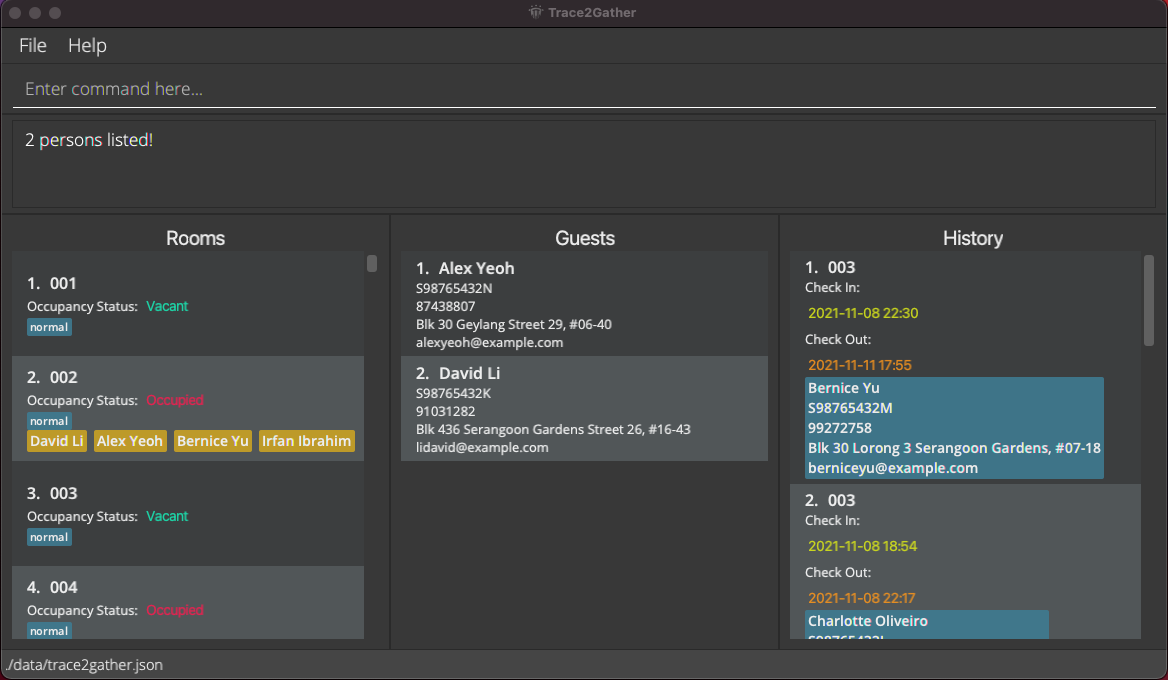 Trace2Gather
File Help
Enter command here...
2 persons listed!
Rooms
1. 001
Occupancy Status: Vacant
normal
2. 002
Occupancy Status: Occupied
normal
David Li Alex Yeoh Bernice Yu Irfan Ibrahim
3. 003
Occupancy Status: Vacant
normal
4. 004
Occupancy Status: Occupied
normal
Guests
1. Alex Yeoh
S98765432N
87438807
Blk 30 Geylang Street 29, #06-40
alexyeoh@example.com
2. David Li
S98765432K
91031282
Blk 436 Serangoon Gardens Street 26, #16-43
lidavid@example.com
History
1. 003
Check In:
2021-11-08 22:30
Check Out:
2021-11-11 17:55
Bernice Yu
S98765432M
99272758
Blk 30 Lorong 3 Serangoon Gardens, #07-18
berniceyu@example.com
2. 003
Check In:
2021-11-08 18:54
Check Out:
2021-11-08 22:17
Charlotte Oliveiro
./data/trace2gather.json